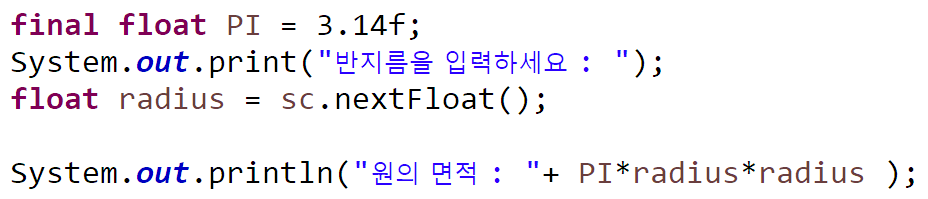 final float PI = 3.14f;
System.out.print("반지름을 입력하세요 : ");
float radius = sc.nextFloat();
System.out.println("원의 면적 : "+ PI*radius*radius );